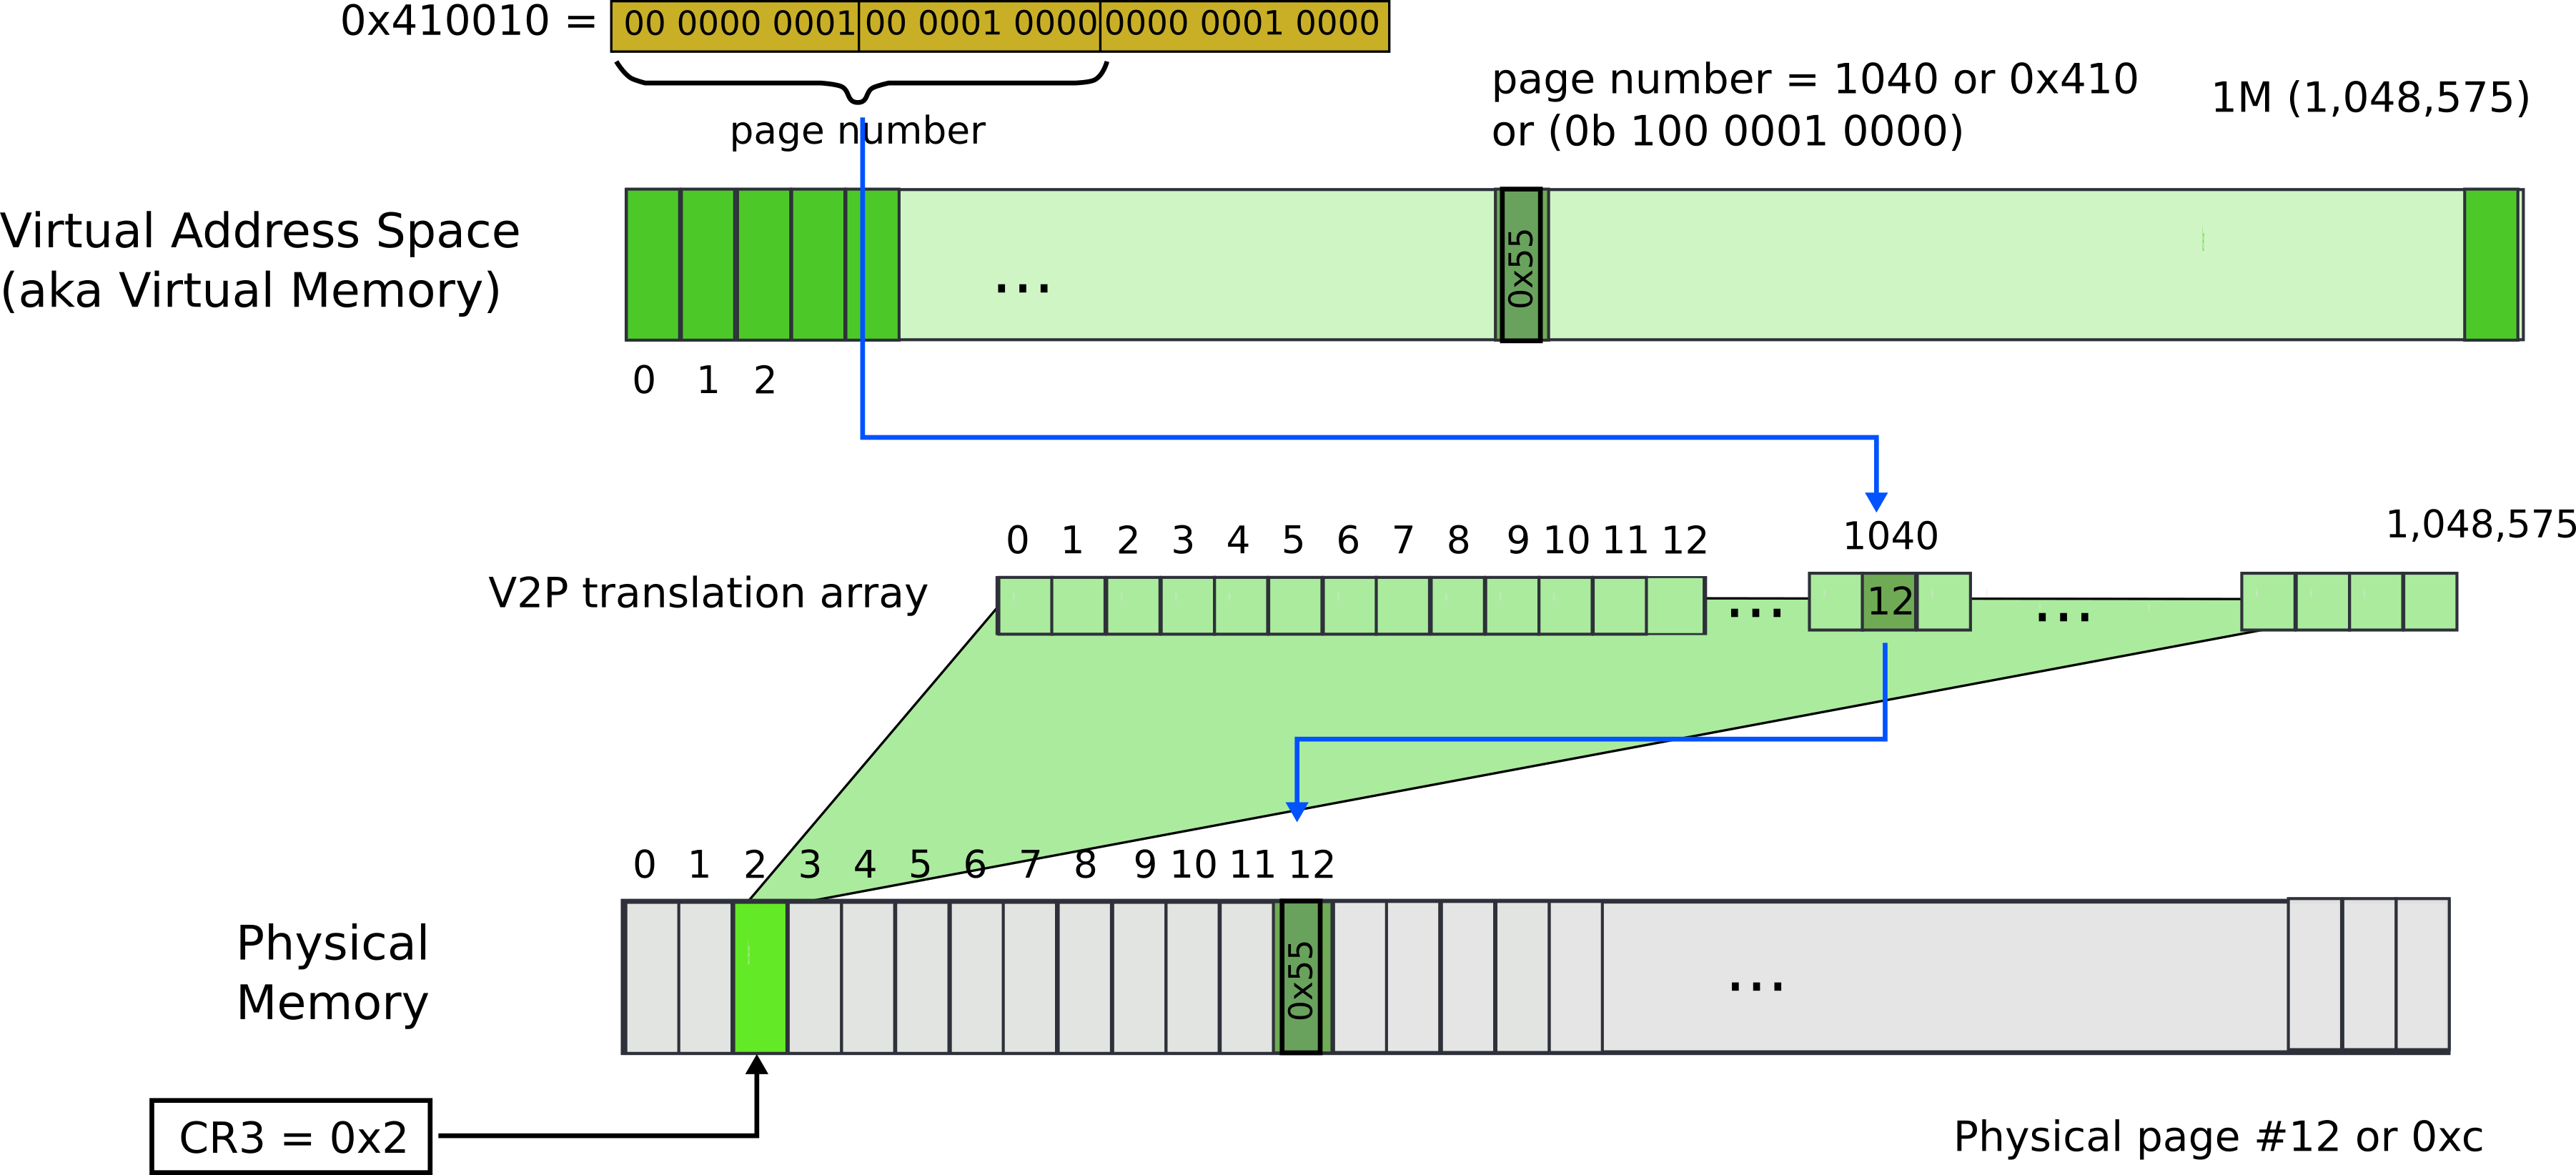 0x410010 = 00 0000 0001 00 0001 0000 0000 0001 0000
page number
page number = 1040 or 0x410
or (0b 100 0001 0000)
1M (1,048,575)
Virtual Address Space
(aka Virtual Memory)
...
0x55
0 1 2
0 1 2 3 4 5 6 7 8 9 10 11 12 1040 1,048,575
V2P translation array
... 12 ...
0 1 2 3 4 5 6 7 8 9 10 11 12
Physical
Memory
0x55
...
CR3 = 0x2
Physical page #12 or 0xc